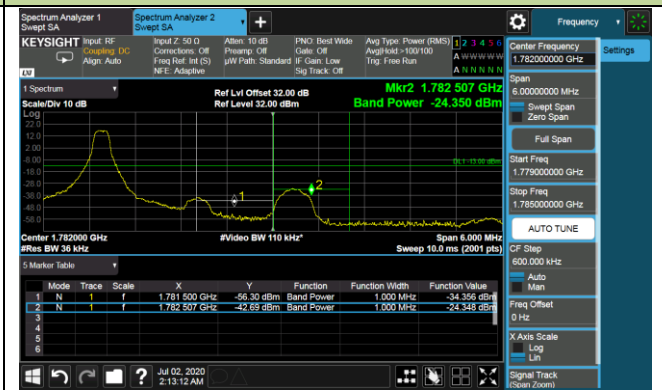 Spectrum Analyzer 1
Swept SA
Spectrum Analyzer 2
Swept SA
+
Frequency
KEYSIGHT
Input: RF
Coupling: DC
Align: Auto
Input Z: 50 Ω
Corrections: Off
Freq Ref: Int (S)
NFE: Adaptive
Atten: 10 dB
Preamp: Off
µW Path: Standard
PNO: Best Wide
Gate: Off
IF Gain: Low
Sig Track: Off
Avg Type: Power (RMS)
Avg|Hold:>100/100
Trig: Free Run
1 2 3 4 5 6
A W W W W W
A N N N N N
LXI
Center Frequency
1.782000000 GHz
Settings
Span
6.00000000 MHz
Swept Span
Zero Span
Full Span
Start Freq
1.779000000 GHz
Stop Freq
1.785000000 GHz
AUTO TUNE
CF Step
600.000 kHz
Auto
Man
Freq Offset
0 Hz
X Axis Scale
Log
Lin
Signal Track
(Span Zoom)
1 Spectrum
Scale/Div 10 dB
Ref Lvl Offset 32.00 dB
Ref Level 32.00 dBm
Mkr2 1.782 507 GHz
Band Power -24.350 dBm
Log
22.0
12.0
2.00
-8.00
-18.0
-28.0
-38.0
-48.0
-58.0
DL1 -13.00 dBm
1
2
Center 1.782000 GHz
#Res BW 36 kHz
#Video BW 110 kHz*
Span 6.000 MHz
Sweep 10.0 ms (2001 pts)
5 Marker Table
Mode Trace Scale X Y Function Function Width Function Value
1 N 1 f 1.781 500 GHz -56.30 dBm Band Power 1.000 MHz -34.356 dBm
2 N 1 f 1.782 507 GHz -42.69 dBm Band Power 1.000 MHz -24.348 dBm
3
4
5
6
?
Jul 02, 2020
2:13:12 AM